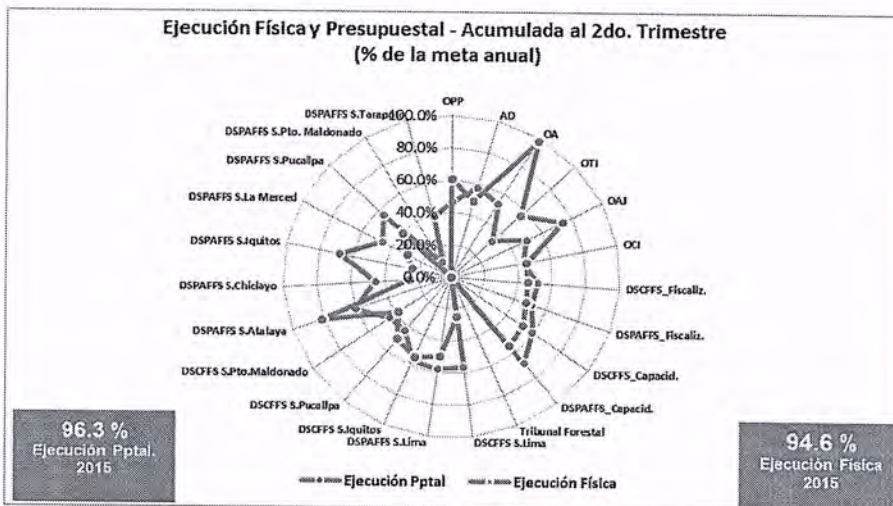 Ejecución Física y Presupuestal - Acumulada al 2do. Trimestre
(% de la meta anual)
OPP
AD
OA
OTI
OAJ
OCI
DSCFFS_Fiscaliz.
DSPAFFS_Fiscaliz.
DSCFFS_Capacid.
DSPAFFS_Capacid.
Tribunal Forestal
DSCFFS S.Lima
DSPAFFS S.Lima
DSCFFS S.Iquitos
DSCFFS S.Pucallpa
DSCFFS S.Pto.Maldonado
DSPAFFS S.Atalaya
DSPAFFS S.Chiclayo
DSPAFFS S.Iquitos
DSPAFFS S.La Merced
DSPAFFS S.Pucallpa
DSPAFFS S.Pto. Maldonado
100.0%
80.0%
60.0%
40.0%
20.0%
0.0%
96.3 %
Ejecución Pptal.
2015
94.6 %
Ejecución Física
2015
Ejecución Pptal
Ejecución Física